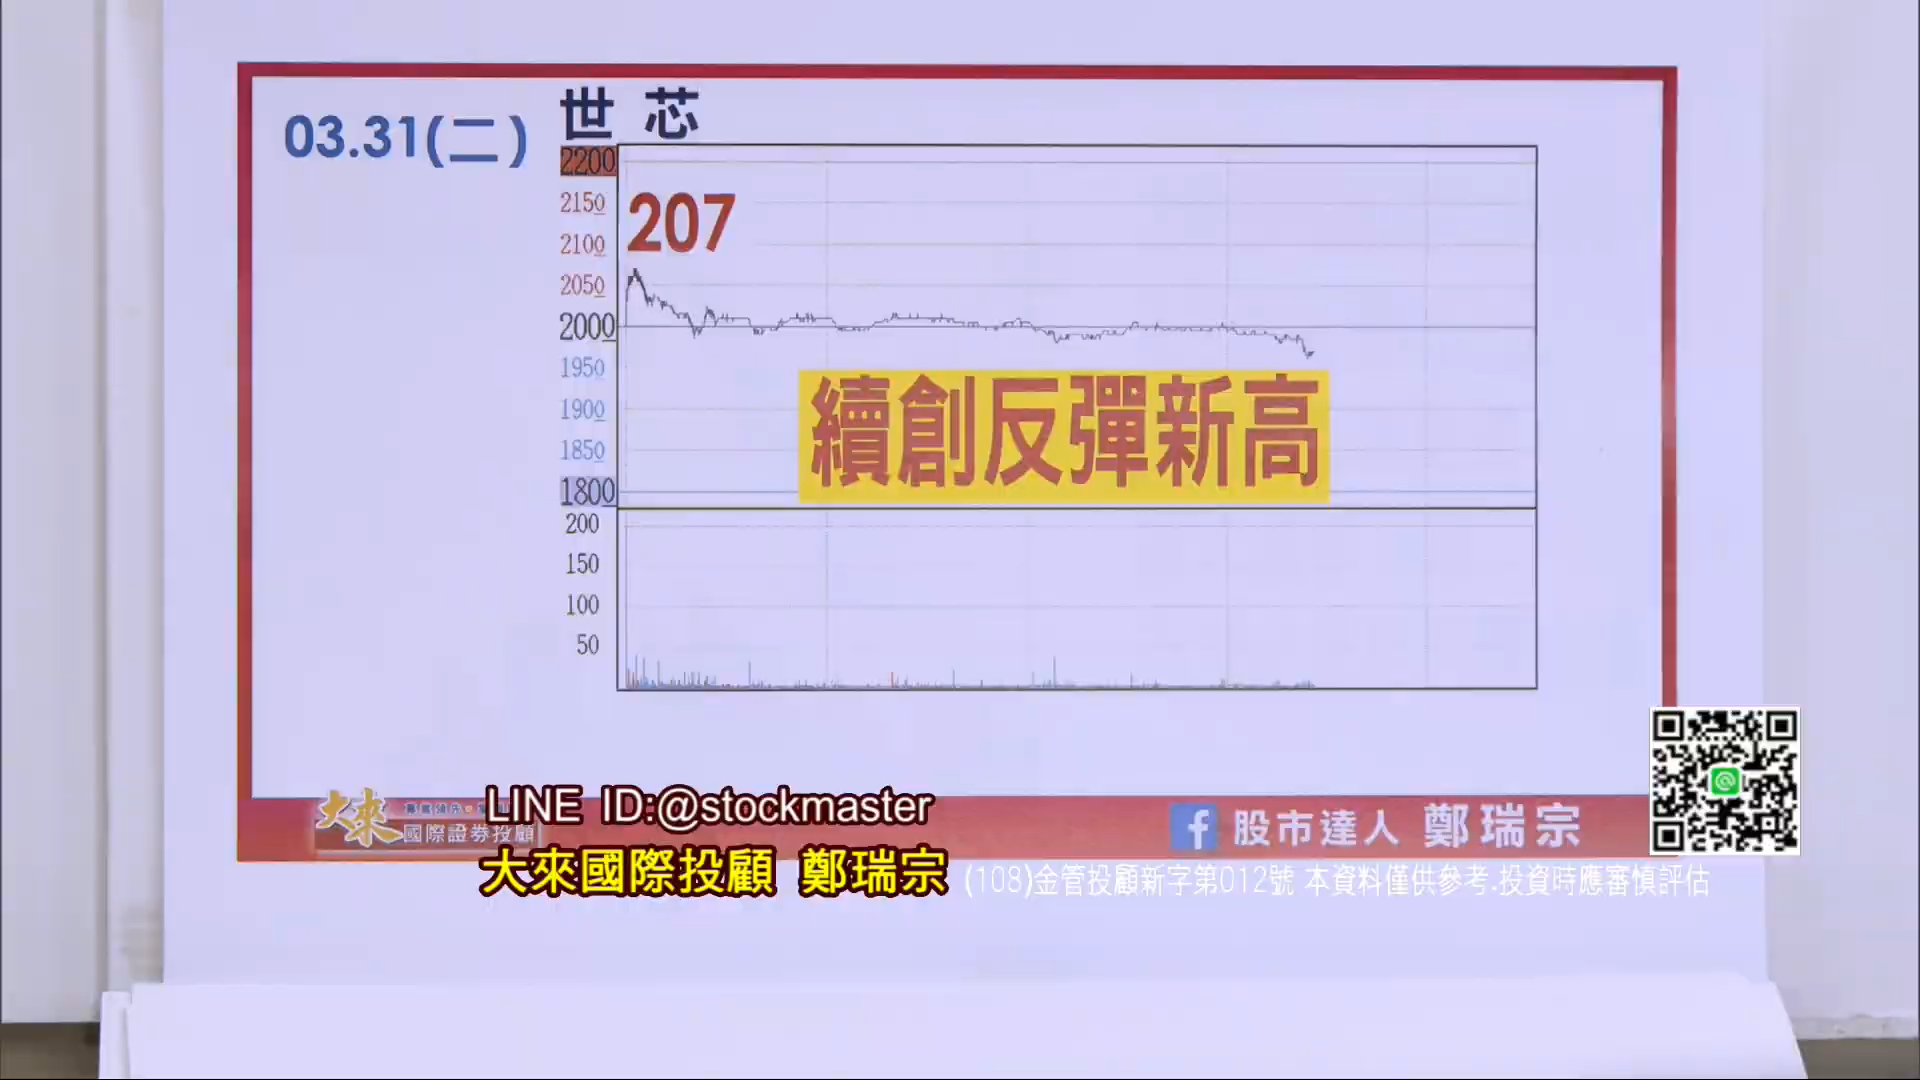 03.31(二)
世芯
2200
2150
2100
2050
2000
1950
1900
1850
1800
207
續創反彈新高
200
150
100
50
大來
國際證券投顧
LINE ID:@stockmaster
股市達人 鄭瑞宗
大來國際投顧 鄭瑞宗
(108)金管投顧新字第012號 本資料僅供參考.投資時應審慎評估